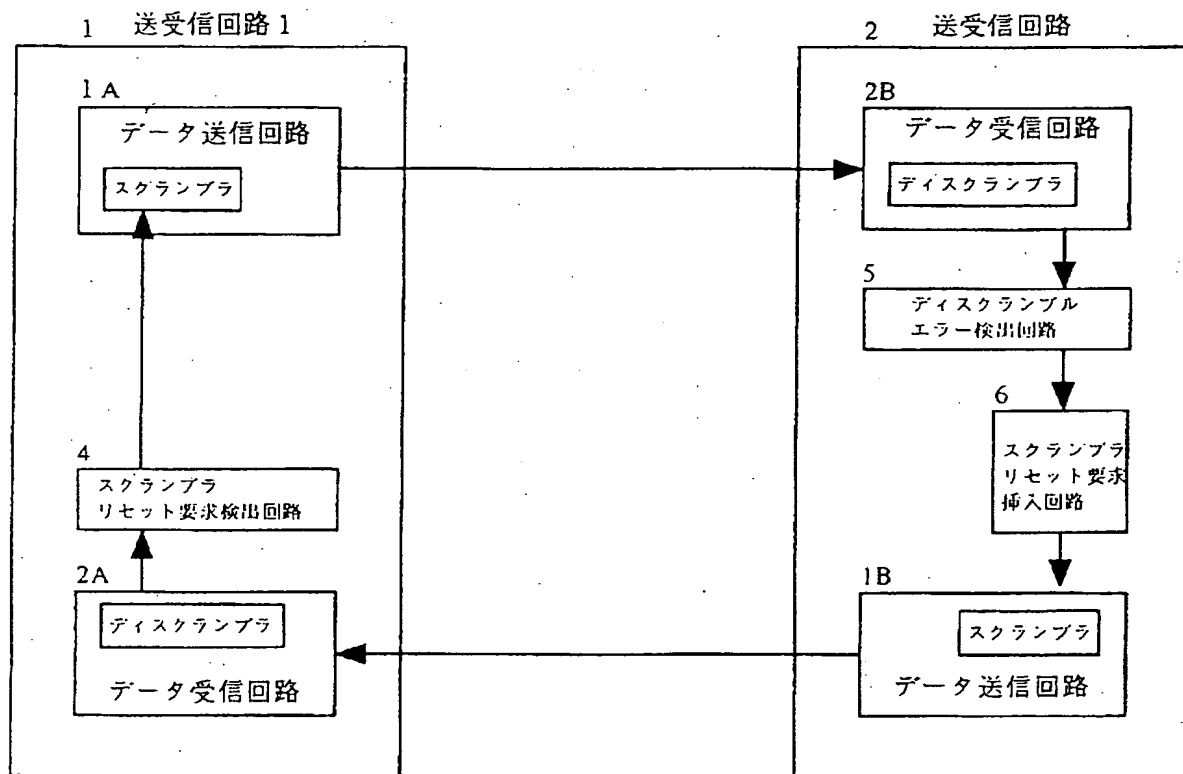 1 送受信回路1
1A
データ送信回路
スクランブラ
4
スクランブラ
リセット要求検出回路
2A
ディスクランブラ
データ受信回路
2 送受信回路
2B
データ受信回路
ディスクランブラ
5
ディスクランブル
エラー検出回路
6
スクランブラ
リセット要求
挿入回路
1B
スクランブラ
データ送信回路